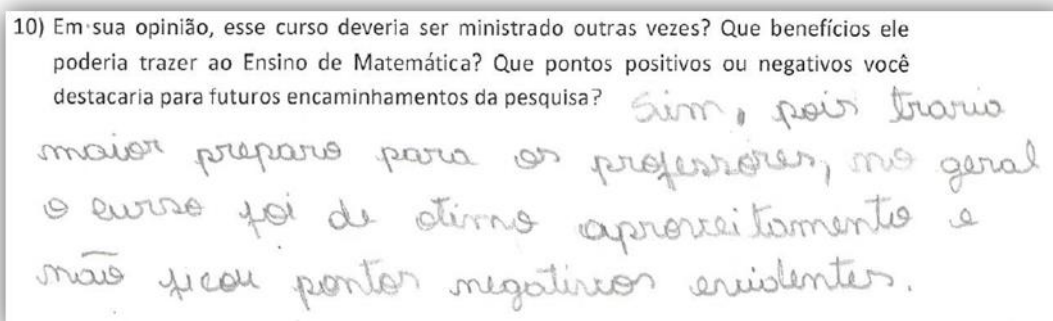 10) Em sua opinião, esse curso deveria ser ministrado outras vezes? Que benefícios ele
poderia trazer ao Ensino de Matemática? Que pontos positivos ou negativos você
destacaria para futuros encaminhamentos da pesquisa? Sim, pois traria
maior preparo para os professores, no geral
o curso foi de otimo aproveitamento e
não ficou pontos negativos evidentes.